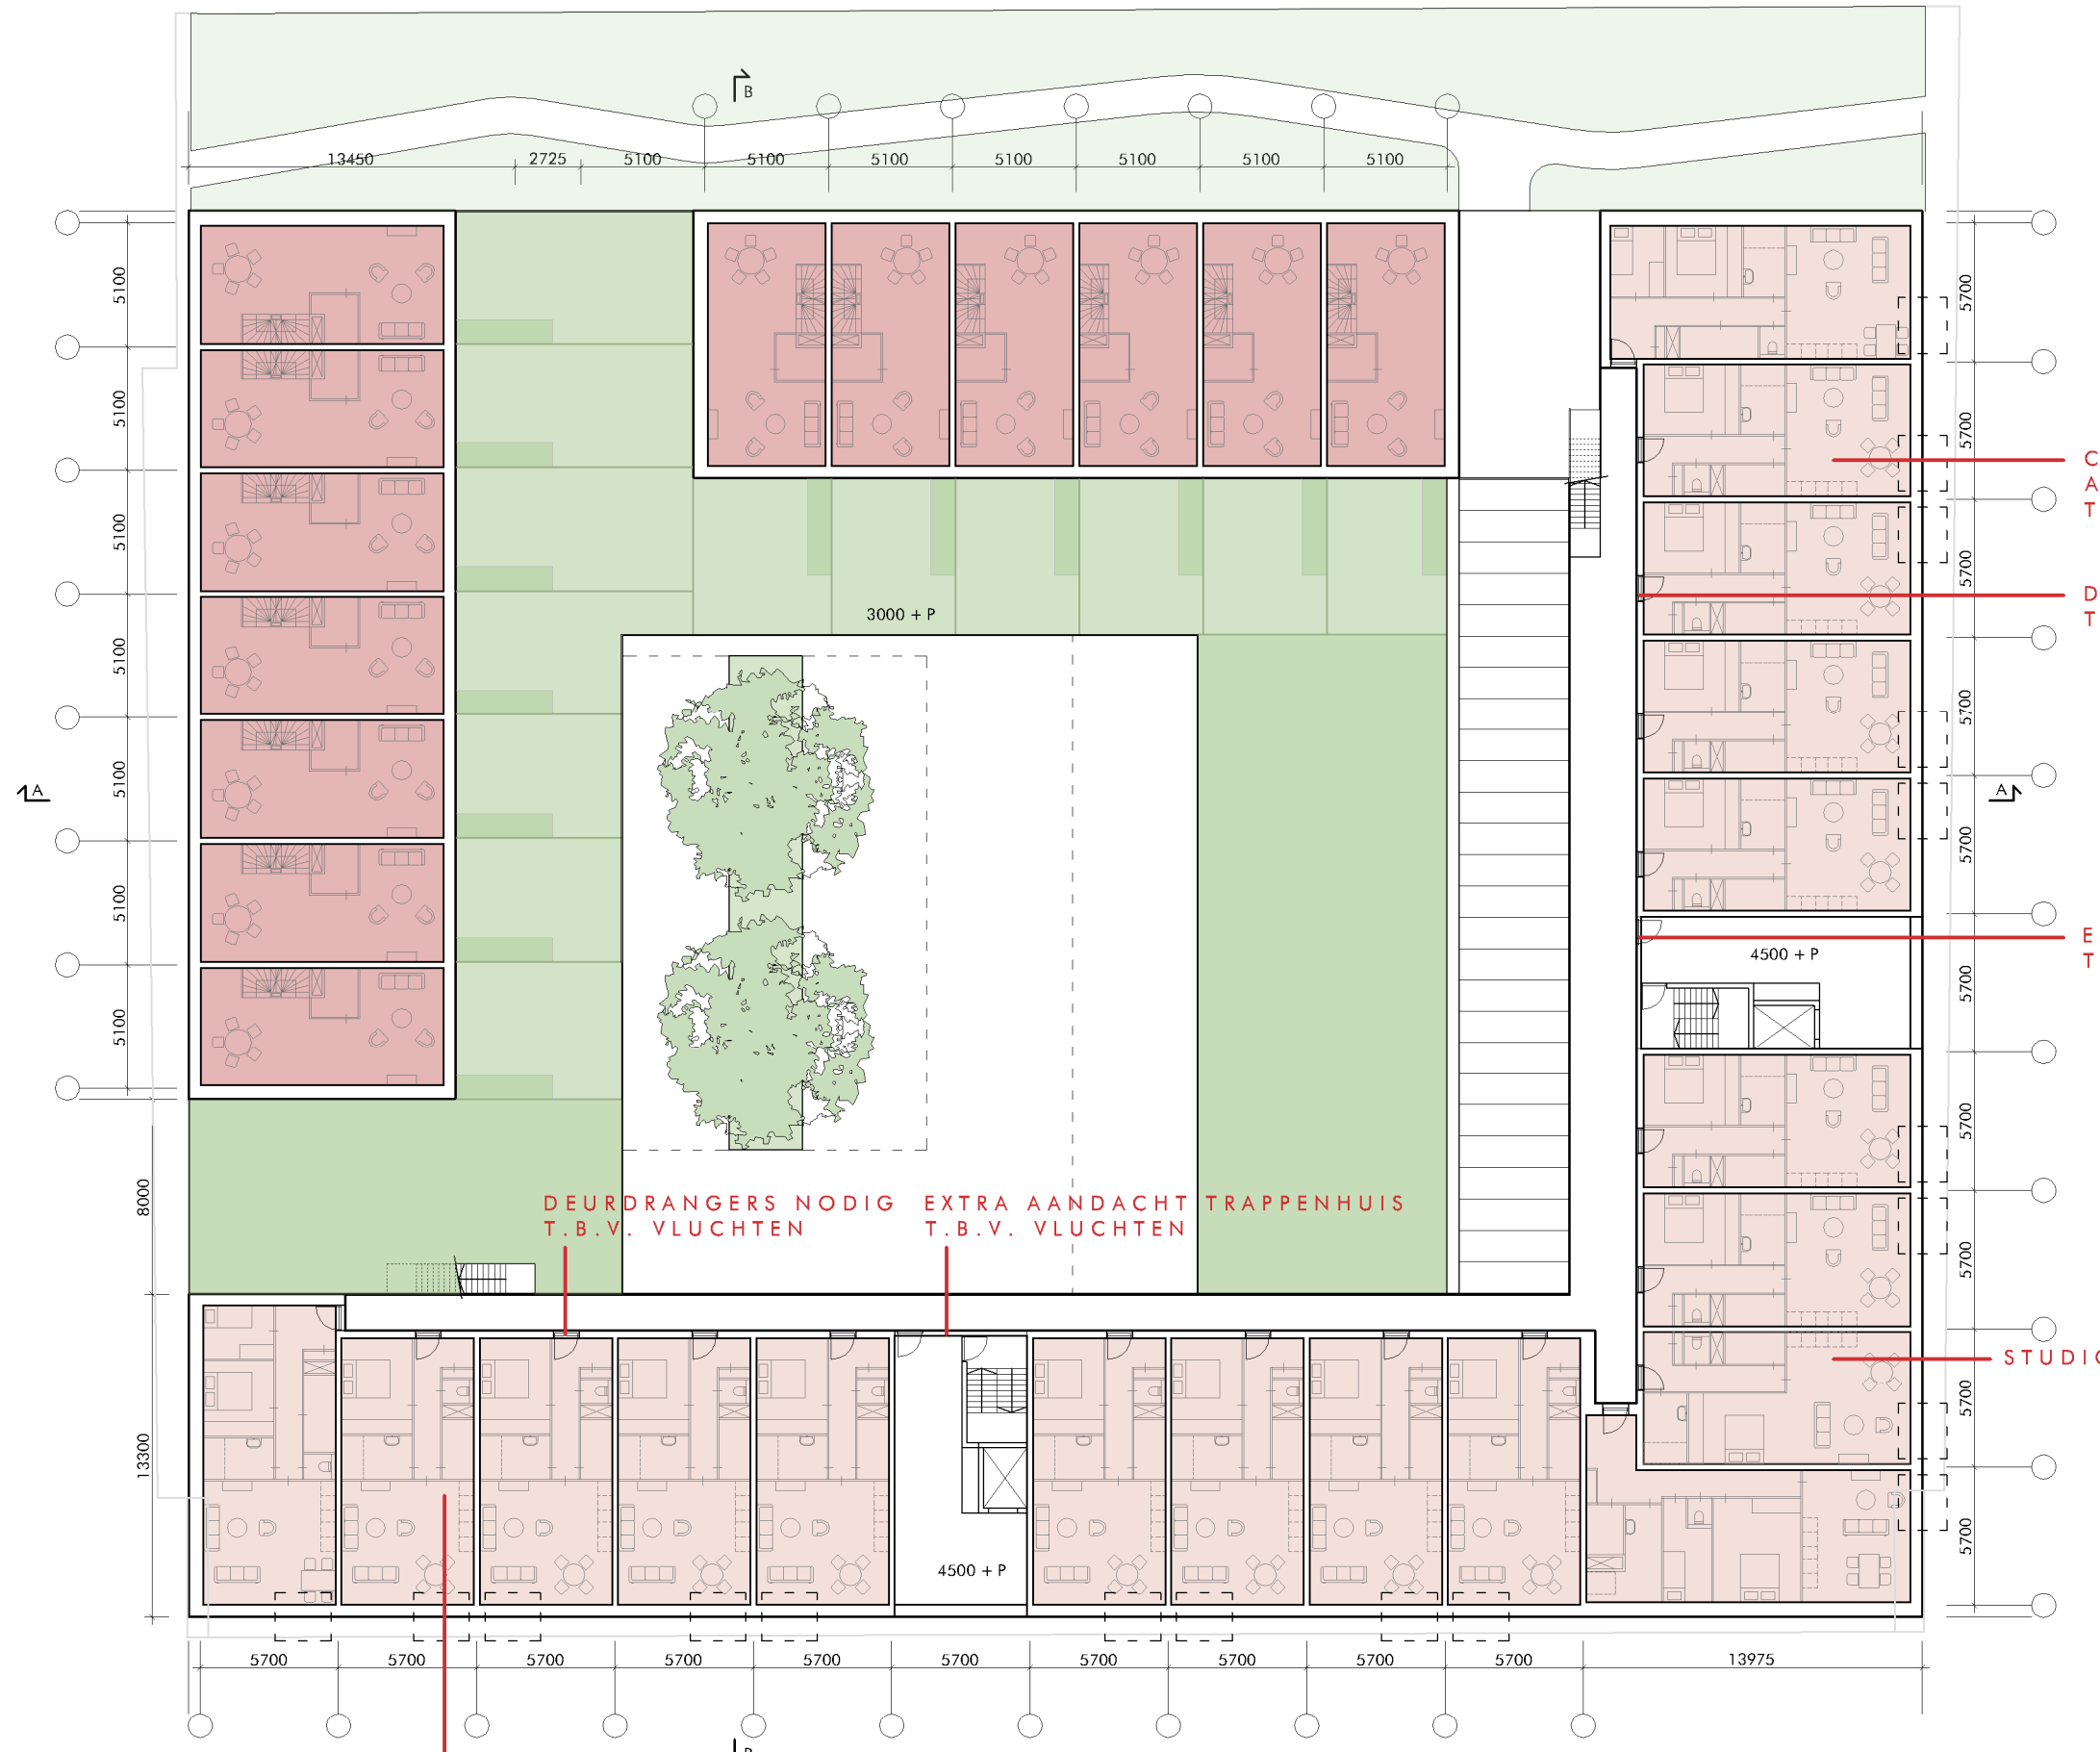 B
13450 2725 5100 5100 5100 5100 5100 5100 5100
5100
5100
5100
5100
5100
5100
5100
8000
13300
5700
5700
5700
5700
5700
5700
5700
5700
5700
5700
C
A
T
D
T
E
T
STUDIO
3000 + P
A
A
4500 + P
DEURDRANGERS NODIG
T.B.V. VLUCHTEN
EXTRA AANDACHT TRAPPENHUIS
T.B.V. VLUCHTEN
4500 + P
5700 5700 5700 5700 5700 5700 5700 5700 5700 5700 13975
B